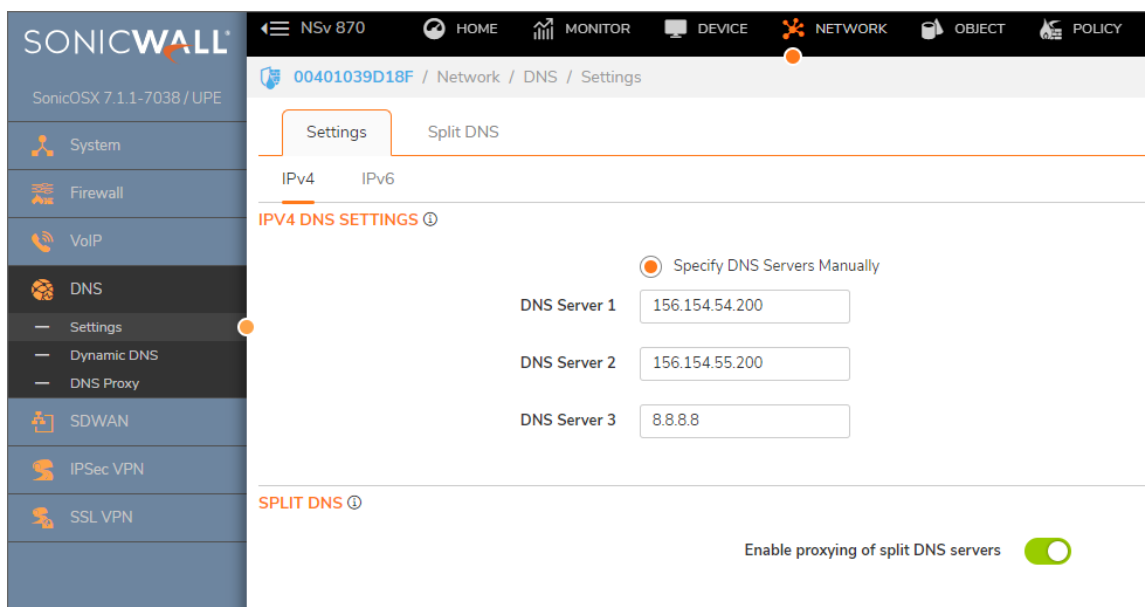 SONICWALL
NSv 870
HOME
MONITOR
DEVICE
NETWORK
OBJECT
POLICY
SonicOSX 7.1.1-7038 / UPE
00401039D18F / Network / DNS / Settings
System
Firewall
VoIP
DNS
Settings
Dynamic DNS
DNS Proxy
SDWAN
IPSec VPN
SSL VPN
Settings
Split DNS
IPv4
IPv6
IPV4 DNS SETTINGS
Specify DNS Servers Manually
DNS Server 1
156.154.54.200
DNS Server 2
156.154.55.200
DNS Server 3
8.8.8.8
SPLIT DNS
Enable proxying of split DNS servers